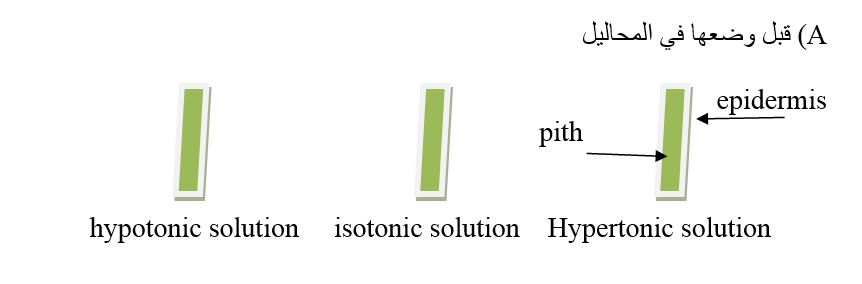 A) قبل وضعها في المحاليل
epidermis
pith
hypotonic solution
isotonic solution
Hypertonic solution